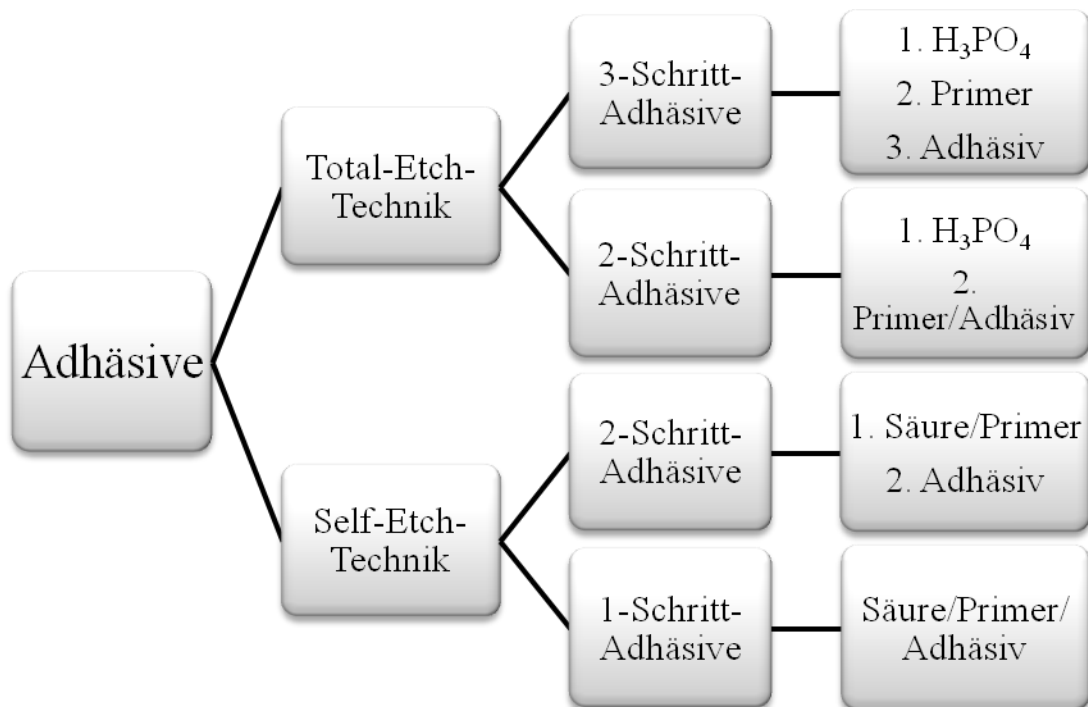 Adhäsive
Total-Etch-
Technik
3-Schritt-
Adhäsive
1. H₃PO₄
2. Primer
3. Adhäsiv
2-Schritt-
Adhäsive
1. H₃PO₄
2.
Primer/Adhäsiv
Self-Etch-
Technik
2-Schritt-
Adhäsive
1. Säure/Primer
2. Adhäsiv
1-Schritt-
Adhäsive
Säure/Primer/
Adhäsiv